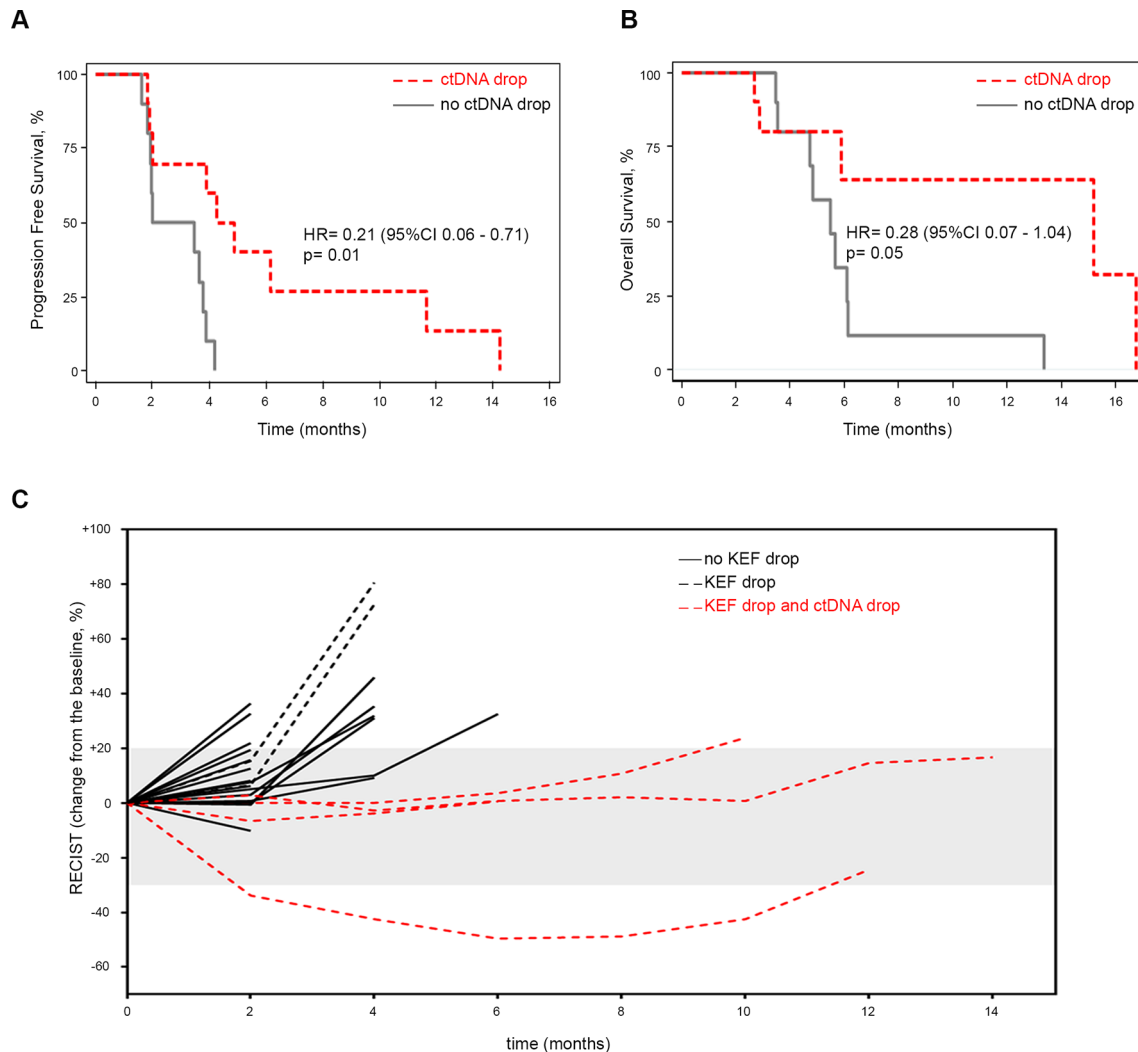 A
Progression Free Survival, %
100
75
50
25
0
ctDNA drop
no ctDNA drop
HR= 0.21 (95%CI 0.06 - 0.71)
p= 0.01
0 2 4 6 8 10 12 14 16
Time (months)
B
Overall Survival, %
100
75
50
25
0
ctDNA drop
no ctDNA drop
HR= 0.28 (95%CI 0.07 - 1.04)
p= 0.05
0 2 4 6 8 10 12 14 16
Time (months)
C
RECIST (change from the baseline, %)
+100
+80
+60
+40
+20
0
-20
-40
-60
no KEF drop
KEF drop
KEF drop and ctDNA drop
0 2 4 6 8 10 12 14
time (months)